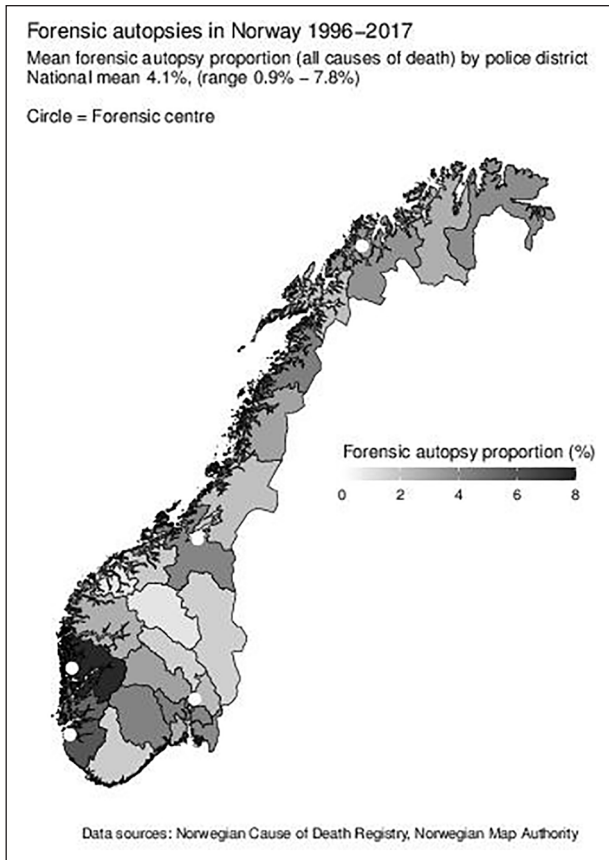 Forensic autopsies in Norway 1996–2017
Mean forensic autopsy proportion (all causes of death) by police district
National mean 4.1%, (range 0.9% – 7.8%)
Circle = Forensic centre
Forensic autopsy proportion (%)
0 2 4 6 8
Data sources: Norwegian Cause of Death Registry, Norwegian Map Authority